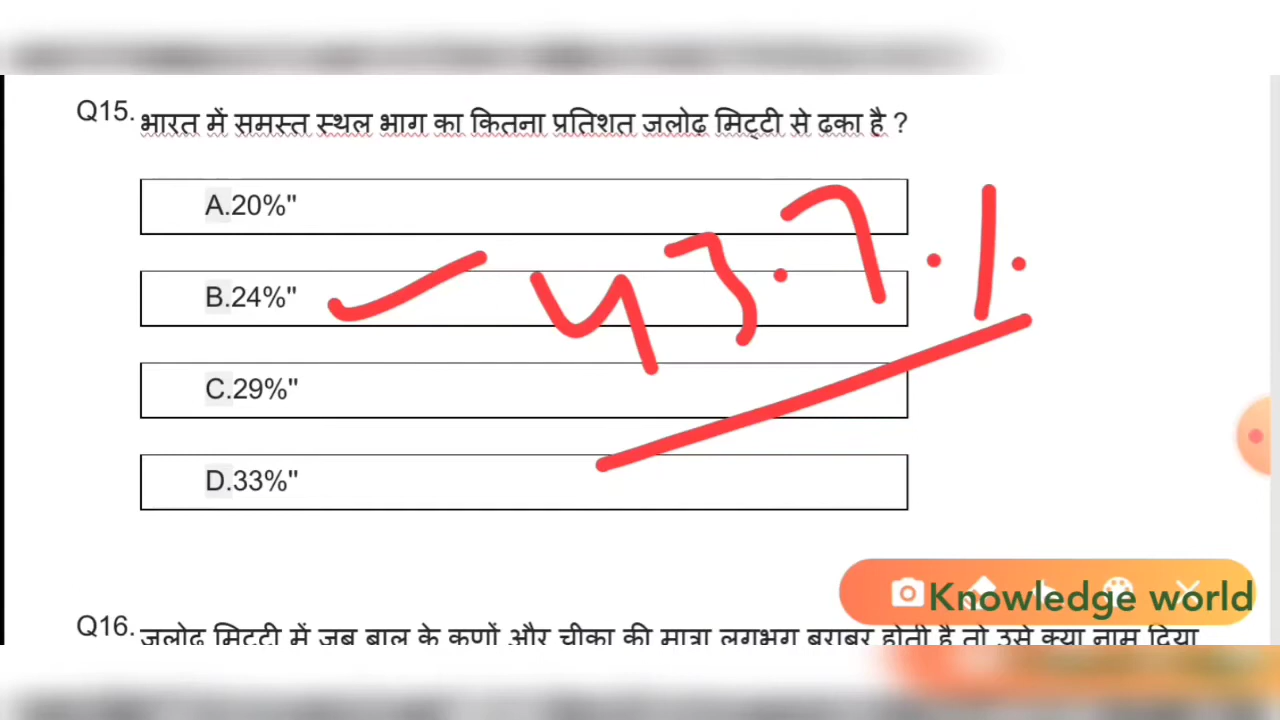 Q15. भारत में समस्त स्थल भाग का कितना प्रतिशत जलोढ़ मिट्टी से ढका है ?
A.20%"
B.24%"
43.7%
C.29%"
D.33%"
Knowledge world
Q16. जलोढ़ मिट्टी में जब बालू के कणों और चीका की मात्रा लगभग बराबर होती है तो उसे क्या नाम दिया